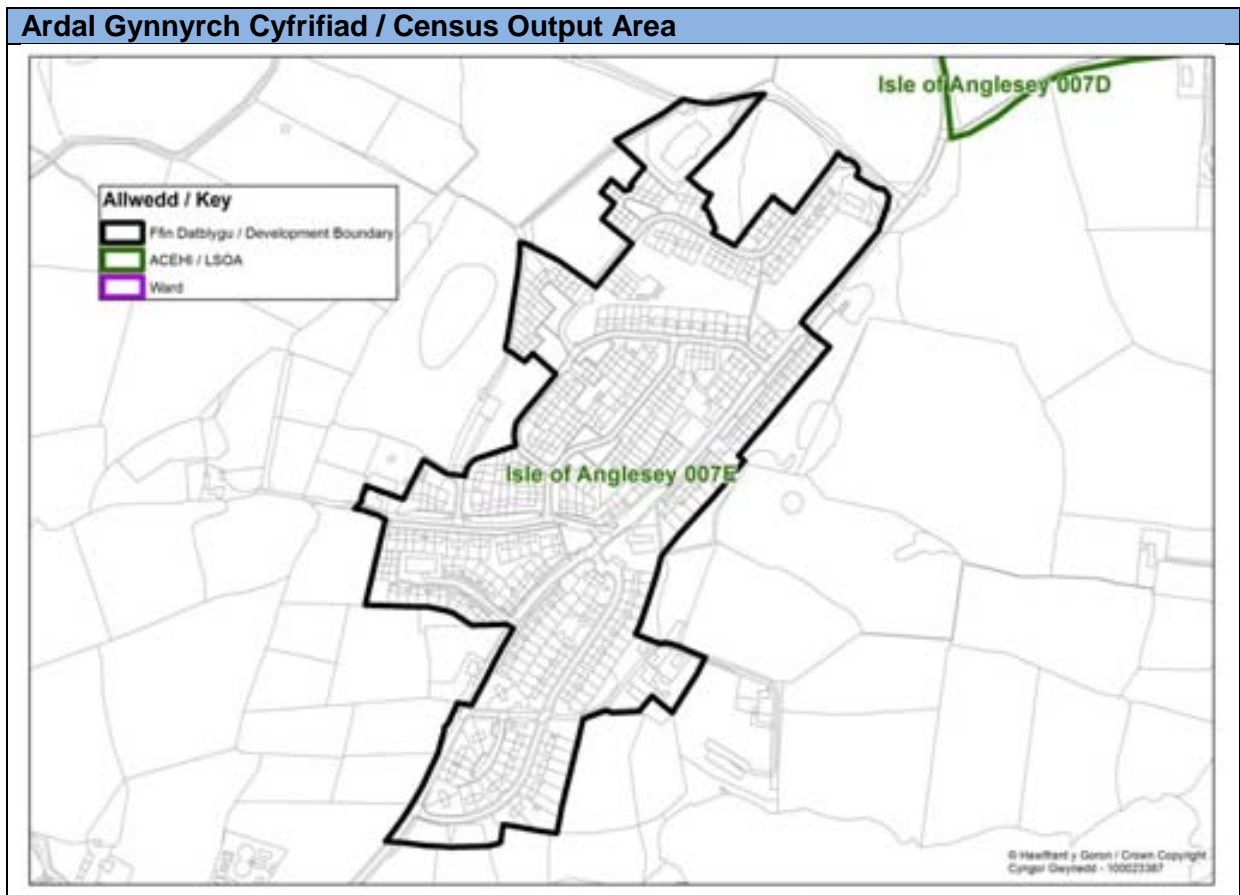 Ardal Gynnyrch Cyfrifiad / Census Output Area
Isle of Anglesey 007D
Allwedd / Key
Ffin Datblygu / Development Boundary
ACEHI / LSOA
Ward
Isle of Anglesey 007E
© Hawlfraint y Goron / Crown Copyright
Cyngor Gwynedd - 100023387